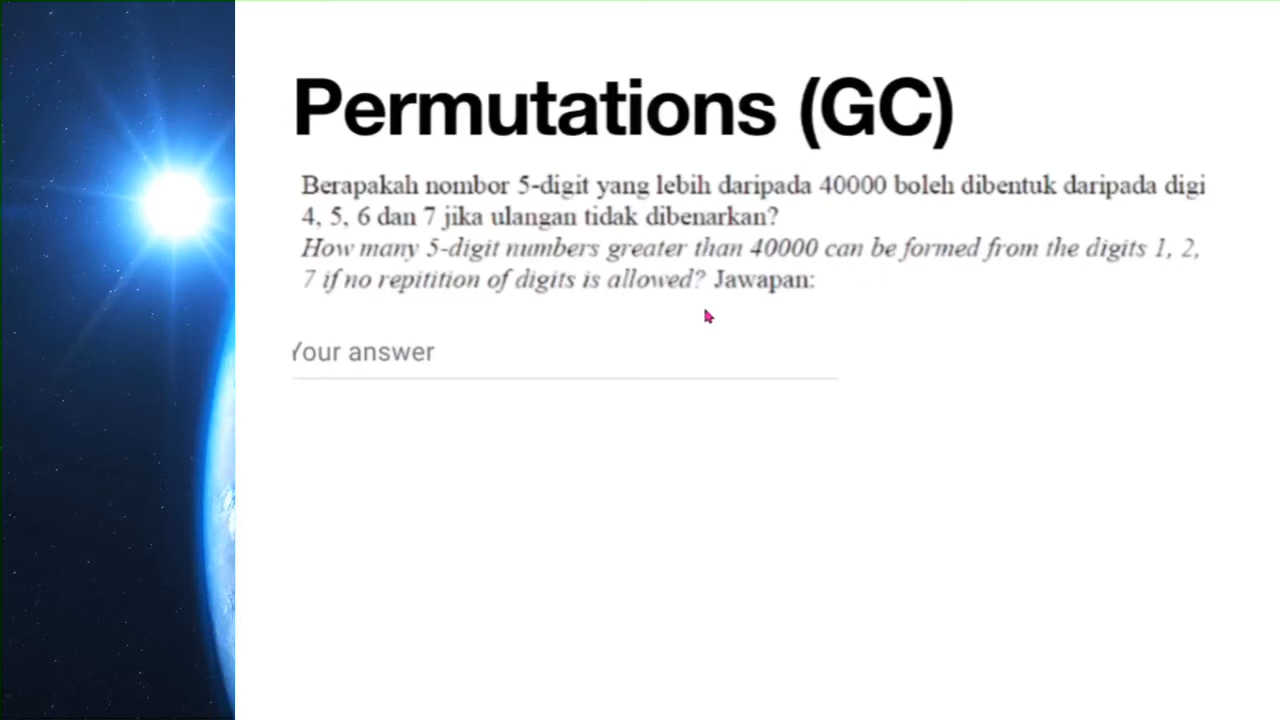 Permutations (GC)
Berapakah nombor 5-digit yang lebih daripada 40000 boleh dibentuk daripada digi
4, 5, 6 dan 7 jika ulangan tidak dibenarkan?
How many 5-digit numbers greater than 40000 can be formed from the digits 1, 2,
7 if no repitition of digits is allowed? Jawapan:
Your answer